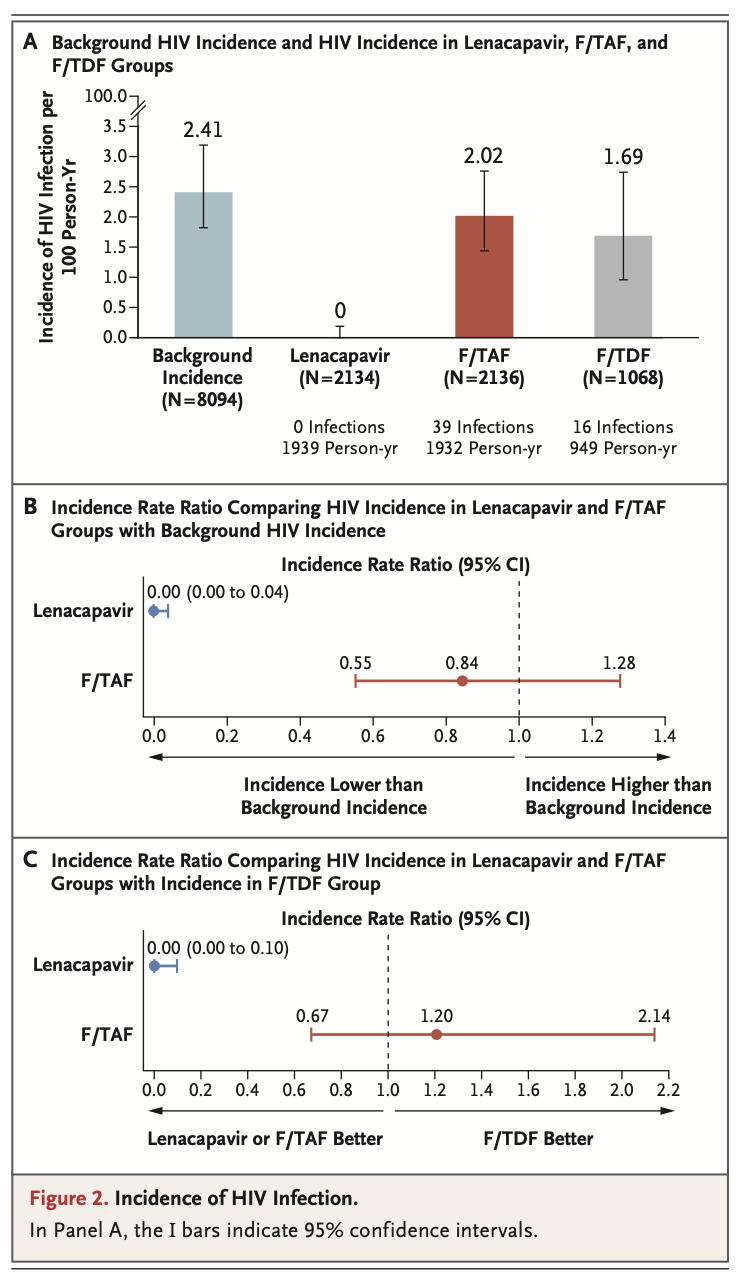 A Background HIV Incidence and HIV Incidence in Lenacapavir, F/TAF, and
F/TDF Groups
Incidence of HIV Infection per
100 Person-Yr
100.0
3.5
3.0
2.5
2.0
1.5
1.0
0.5
0.0
2.41
0
2.02
1.69
Background
Incidence
(N=8094)
Lenacapavir
(N=2134)
F/TAF
(N=2136)
F/TDF
(N=1068)
0 Infections
1939 Person-yr
39 Infections
1932 Person-yr
16 Infections
949 Person-yr
B Incidence Rate Ratio Comparing HIV Incidence in Lenacapavir and F/TAF
Groups with Background HIV Incidence
Incidence Rate Ratio (95% CI)
Lenacapavir
0.00 (0.00 to 0.04)
F/TAF
0.55 0.84 1.28
0.0 0.2 0.4 0.6 0.8 1.0 1.2 1.4
Incidence Lower than
Background Incidence
Incidence Higher than
Background Incidence
C Incidence Rate Ratio Comparing HIV Incidence in Lenacapavir and F/TAF
Groups with Incidence in F/TDF Group
Incidence Rate Ratio (95% CI)
Lenacapavir
0.00 (0.00 to 0.10)
F/TAF
0.67 1.20 2.14
0.0 0.2 0.4 0.6 0.8 1.0 1.2 1.4 1.6 1.8 2.0 2.2
Lenacapavir or F/TAF Better
F/TDF Better
Figure 2. Incidence of HIV Infection.
In Panel A, the I bars indicate 95% confidence intervals.